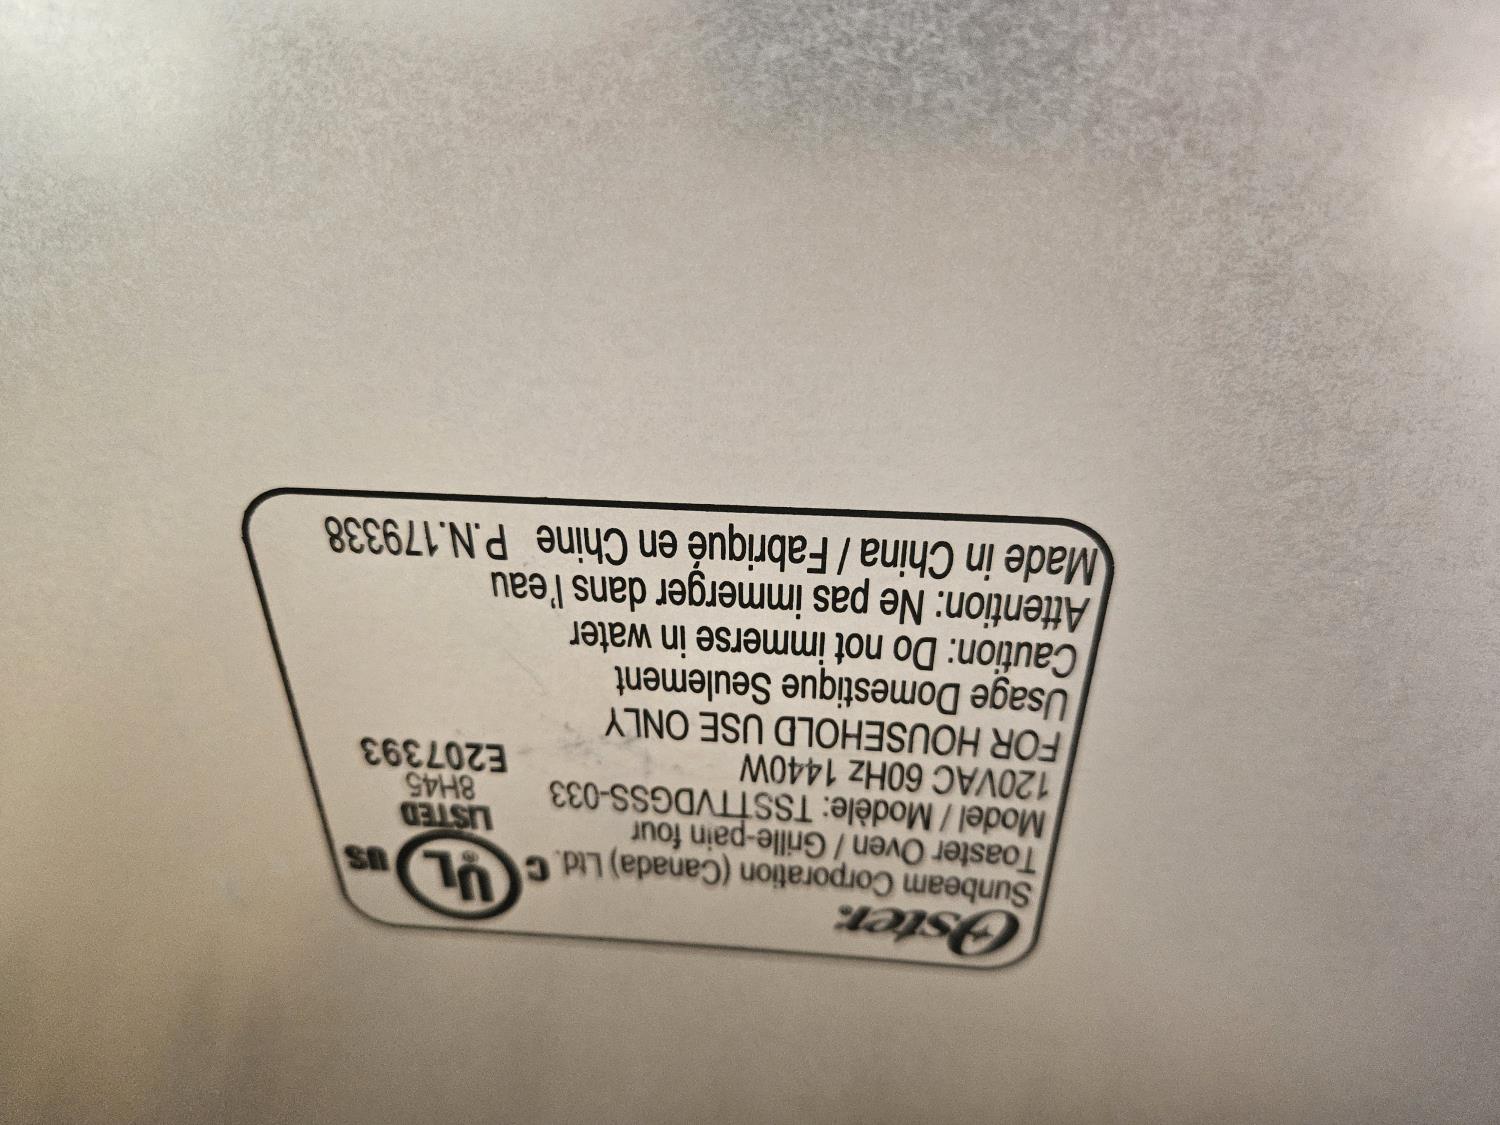 Oster®
Sunbeam Corporation (Canada) Ltd.
Toaster Oven / Grille-pain four
Model / Modèle: TSSTTVDGSS-033
120VAC 60Hz 1440W
FOR HOUSEHOLD USE ONLY
Usage Domestique Seulement
Caution: Do not immerse in water
Attention: Ne pas immerger dans l'eau
Made in China / Fabriqué en Chine P.N.179338
C UL® US
LISTED
8H45
E207393